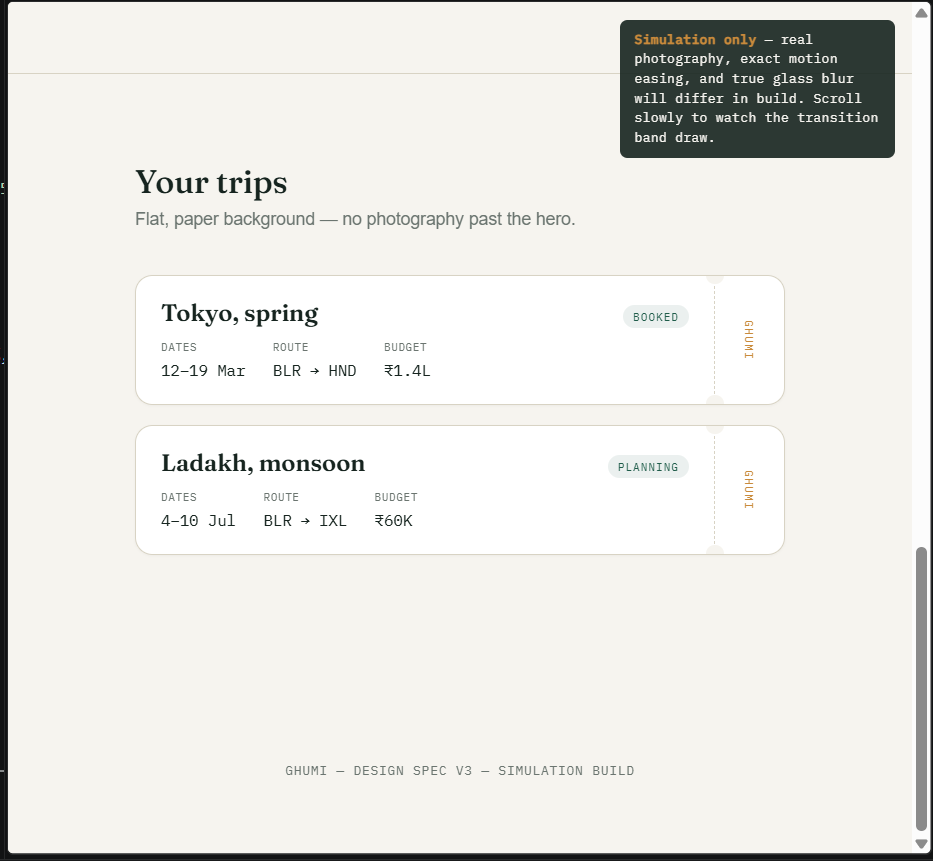 Simulation only — real
photography, exact motion
easing, and true glass blur
will differ in build. Scroll
slowly to watch the transition
band draw.
Your trips
Flat, paper background — no photography past the hero.
Tokyo, spring
BOOKED
DATES ROUTE BUDGET
12–19 Mar BLR → HND ₹1.4L
GHUMI
Ladakh, monsoon
PLANNING
DATES ROUTE BUDGET
4–10 Jul BLR → IXL ₹60K
GHUMI
GHUMI — DESIGN SPEC V3 — SIMULATION BUILD